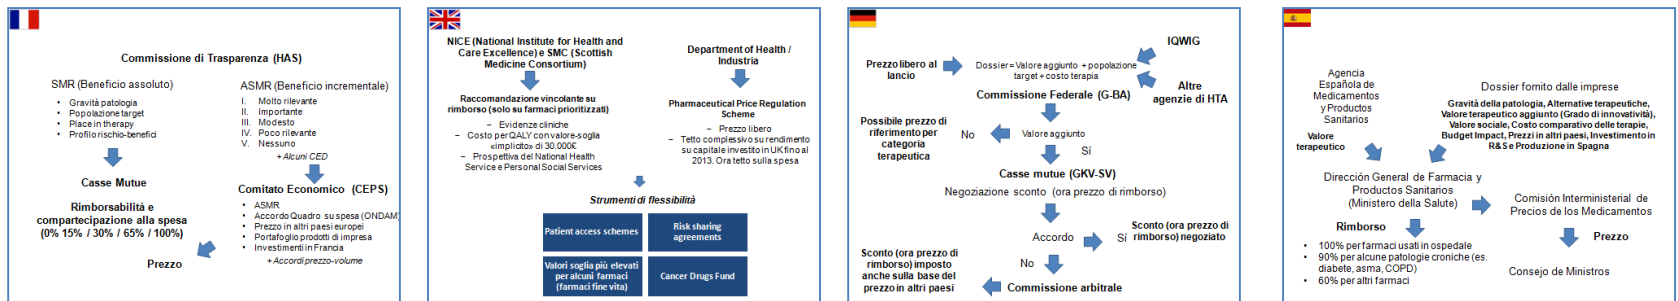 Commissione di Trasparenza (HAS)
SMR (Beneficio assoluto)
• Gravità patologia
• Popolazione target
• Place in therapy
• Profilo rischio-benefici
Casse Mutue
Rimborsabilità e
compartecipazione alla spesa
(0% 15% / 30% / 65% / 100%)
ASMR (Beneficio incrementale)
I. Molto rilevante
II. Importante
III. Modesto
IV. Poco rilevante
V. Nessuno
+ Alcuni CED
Comitato Economico (CEPS)
• ASMR
• Accordo Quadro su spesa (ONDAM)
• Prezzo in altri paesi europei
• Portafoglio prodotti di impresa
• Investimenti in Francia
+ Accordi prezzo-volume
Prezzo
NICE (National Institute for Health and
Care Excellence) e SMC (Scottish
Medicine Consortium)
Raccomandazione vincolante su
rimborso (solo su farmaci prioritizzati)
– Evidenze cliniche
– Costo per QALY con valore-soglia
«implicito» di 30.000€
– Prospettiva del National Health
Service e Personal Social Services
Department of Health /
Industria
Pharmaceutical Price Regulation
Scheme
– Prezzo libero
– Tetto complessivo su rendimento
su capitale investito in UK fino al
2013. Ora tetto sulla spesa
Strumenti di flessibilità
Patient access schemes
Risk sharing
agreements
Valori soglia più elevati
per alcuni farmaci
(farmaci fine vita)
Cancer Drugs Fund
Prezzo libero al
lancio
Dossier = Valore aggiunto + popolazione
target + costo terapia
IQWIG
Altre
agenzie di HTA
Commissione Federale (G-BA)
Possibile prezzo di
riferimento per
categoria
terapeutica
No
Valore aggiunto
Sí
Casse mutue (GKV-SV)
Negoziazione sconto (ora prezzo di rimborso)
Accordo
Sí
Sconto (ora prezzo di
rimborso) negoziato
No
Sconto (ora prezzo di
rimborso) imposto
anche sulla base del
prezzo in altri paesi
Commissione arbitrale
Agencia
Española de
Medicamentos
y Productos
Sanitarios
Valore
terapeutico
Dossier fornito dalle imprese
Gravità della patologia, Alternative terapeutiche,
Valore terapeutico aggiunto (Grado di innovatività),
Valore sociale, Costo comparativo delle terapie,
Budget Impact, Prezzi in altri paesi, Investimento in
R&S e Produzione in Spagna
Dirección General de Farmacia y
Productos Sanitarios
(Ministero della Salute)
Rimborso
• 100% per farmaci usati in ospedale
• 90% per alcune patologie croniche (es.
diabete, asma, COPD)
• 60% per altri farmaci
Comisión Interministerial de
Precios de los Medicamentos
Prezzo
Consejo de Ministros